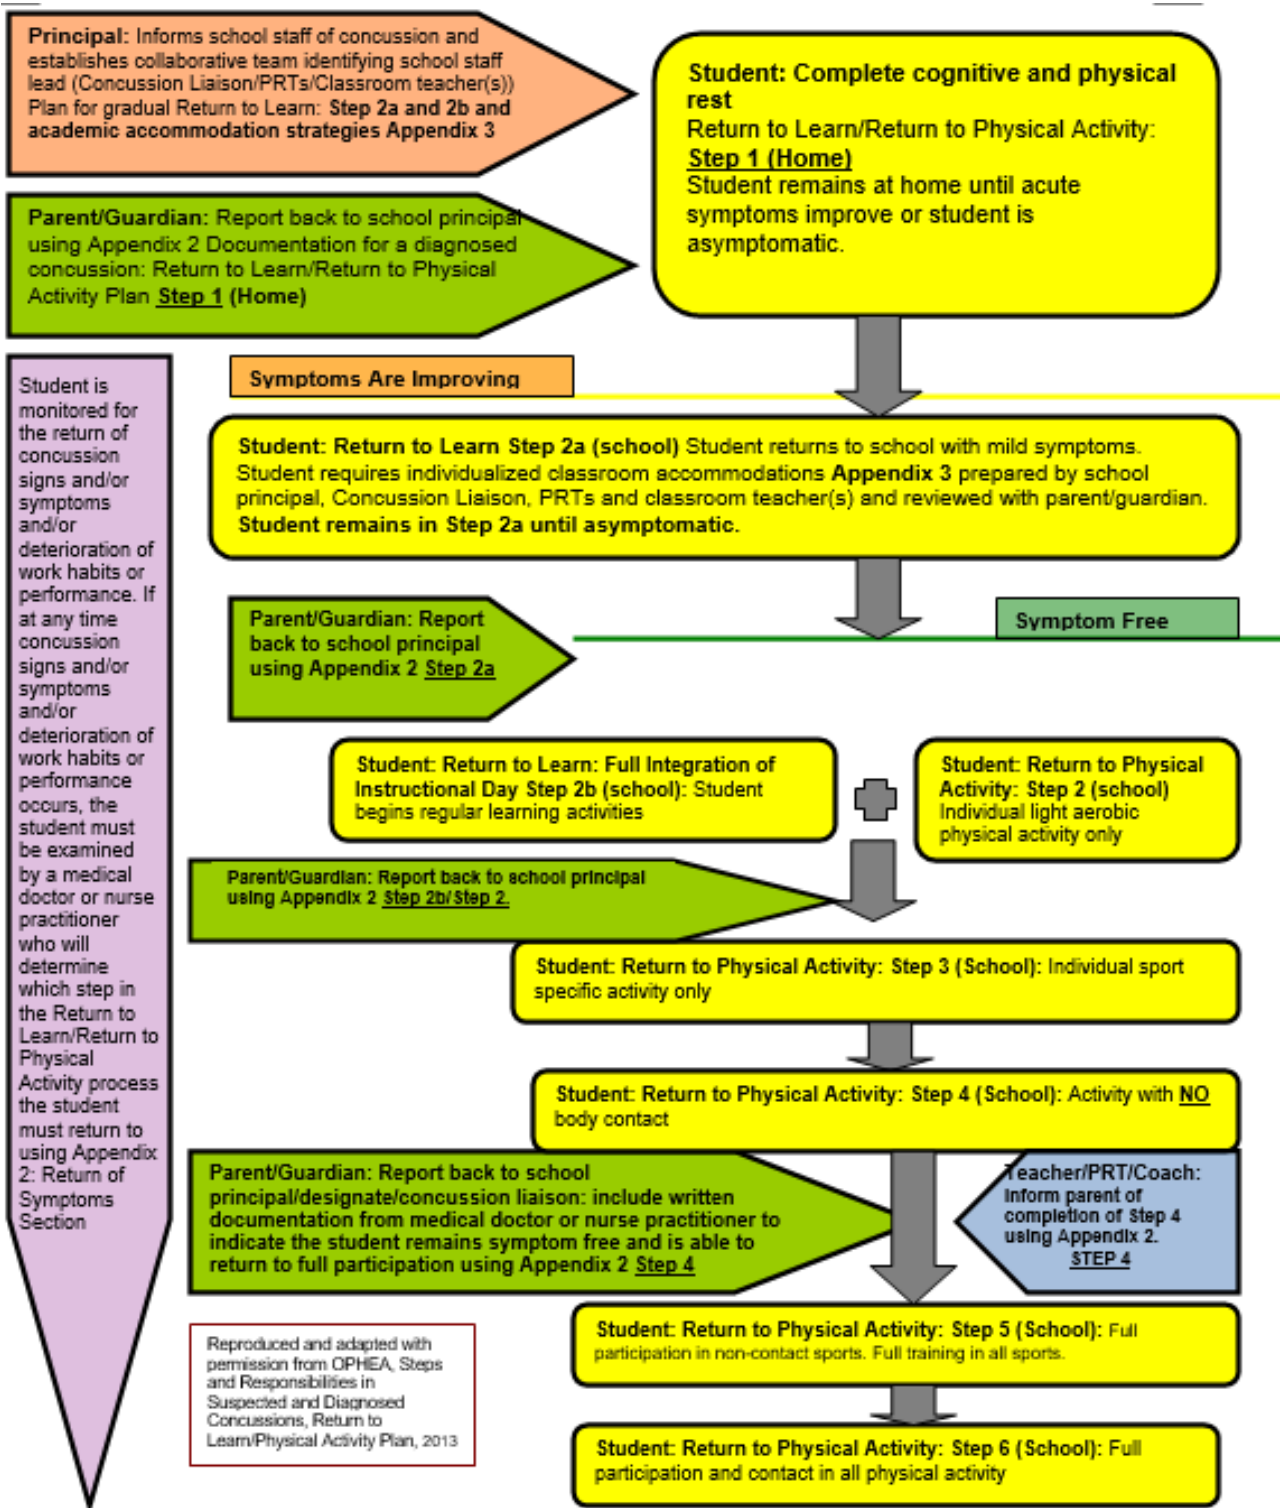 Principal: Informs school staff of concussion and
establishes collaborative team identifying school staff
lead (Concussion Liaison/PRTs/Classroom teacher(s))
Plan for gradual Return to Learn: Step 2a and 2b and
academic accommodation strategies Appendix 3
Student: Complete cognitive and physical
rest
Return to Learn/Return to Physical Activity:
Step 1 (Home)
Student remains at home until acute
symptoms improve or student is
asymptomatic.
Parent/Guardian: Report back to school principal
using Appendix 2 Documentation for a diagnosed
concussion: Return to Learn/Return to Physical
Activity Plan Step 1 (Home)
Student is
monitored for
the return of
concussion
signs and/or
symptoms
and/or
deterioration of
work habits or
performance. If
at any time
concussion
signs and/or
symptoms
and/or
deterioration of
work habits or
performance
occurs, the
student must
be examined
by a medical
doctor or nurse
practitioner
who will
determine
which step in
the Return to
Learn/Return to
Physical
Activity process
the student
must return to
using Appendix
2: Return of
Symptoms
Section
Symptoms Are Improving
Student: Return to Learn Step 2a (school) Student returns to school with mild symptoms.
Student requires individualized classroom accommodations Appendix 3 prepared by school
principal, Concussion Liaison, PRTs and classroom teacher(s) and reviewed with parent/guardian.
Student remains in Step 2a until asymptomatic.
Parent/Guardian: Report
back to school principal
using Appendix 2 Step 2a
Symptom Free
Student: Return to Learn: Full Integration of
Instructional Day Step 2b (school): Student
begins regular learning activities
Student: Return to Physical
Activity: Step 2 (school)
Individual light aerobic
physical activity only
Parent/Guardian: Report back to school principal
using Appendix 2 Step 2b/Step 2.
Student: Return to Physical Activity: Step 3 (School): Individual sport
specific activity only
Student: Return to Physical Activity: Step 4 (School): Activity with NO
body contact
Parent/Guardian: Report back to school
principal/designate/concussion liaison: include written
documentation from medical doctor or nurse practitioner to
indicate the student remains symptom free and is able to
return to full participation using Appendix 2 Step 4
Teacher/PRT/Coach:
Inform parent of
completion of Step 4
using Appendix 2.
STEP 4
Student: Return to Physical Activity: Step 5 (School): Full
participation in non-contact sports. Full training in all sports.
Reproduced and adapted with
permission from OPHEA, Steps
and Responsibilities in
Suspected and Diagnosed
Concussions, Return to
Learn/Physical Activity Plan, 2013
Student: Return to Physical Activity: Step 6 (School): Full
participation and contact in all physical activity